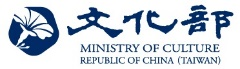 文化部
MINISTRY OF CULTURE
REPUBLIC OF CHINA (TAIWAN)